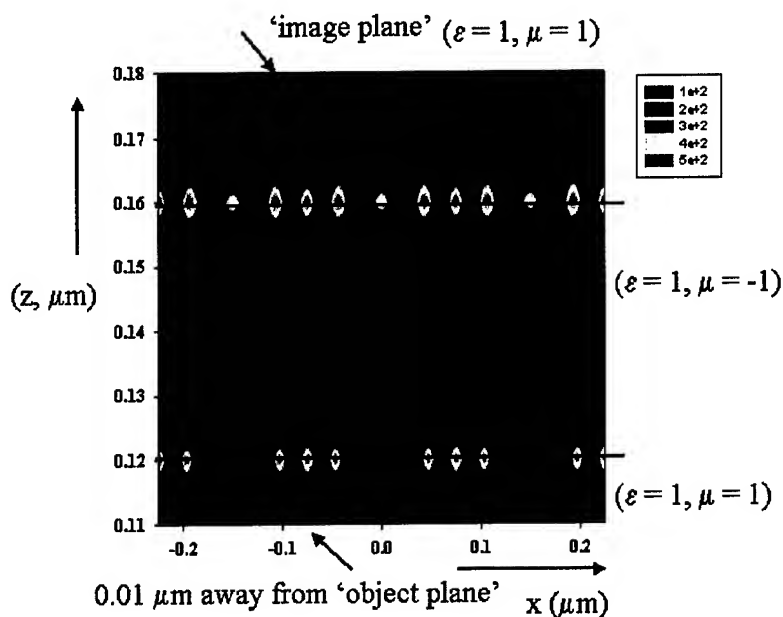 ‘image plane’ (ε = 1, μ = 1)
0.18
0.17
0.16
0.15
0.14
0.13
0.12
0.11
(z, μm)
1e+2
2e+2
3e+2
4e+2
5e+2
(ε = 1, μ = -1)
(ε = 1, μ = 1)
-0.2 -0.1 0.0 0.1 0.2
0.01 μm away from ‘object plane’ x (μm)